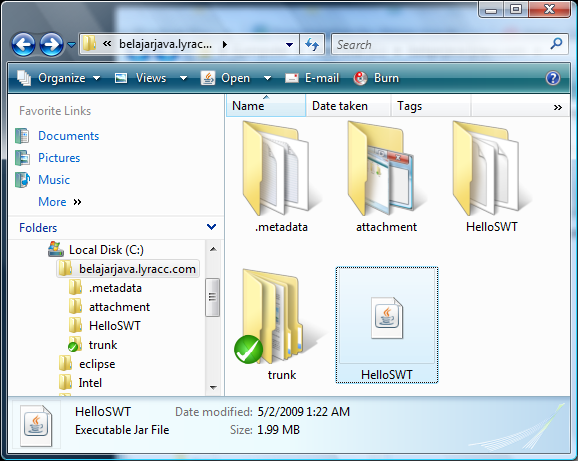 « belajarjava.lyracc... Search
Organize Views Open E-mail Burn
Favorite Links
Documents
Pictures
Music
More »
Folders
Local Disk (C:)
belajarjava.lyracc.com
.metadata
attachment
HelloSWT
trunk
eclipse
Intel
Name Date taken Tags »
.metadata attachment HelloSWT
trunk HelloSWT
HelloSWT Date modified: 5/2/2009 1:22 AM
Executable Jar File Size: 1.99 MB